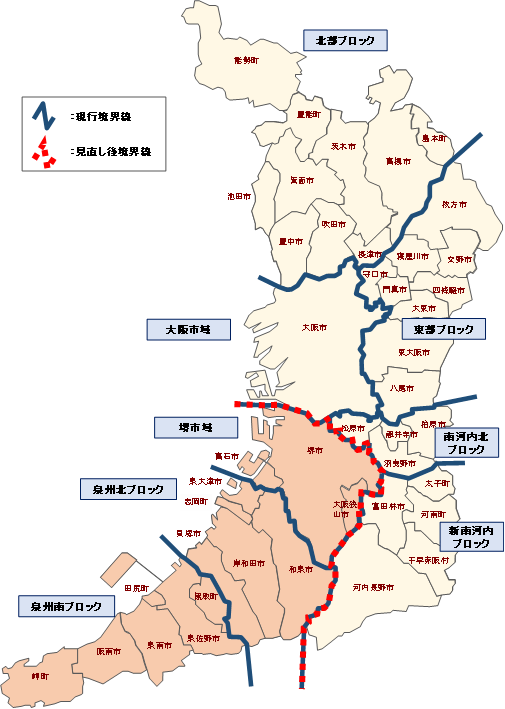 北部ブロック
能勢町
:現行境界線
:見直し後境界線
豊能町
茨木市
高槻市
島本町
箕面市
池田市
枚方市
吹田市
豊中市
摂津市
寝屋川市
交野市
守口市
門真市
四條畷市
大東市
大阪市
大阪市域
東部ブロック
東大阪市
八尾市
堺市域
松原市
藤井寺市
柏原市
南河内北
ブロック
高石市
堺市
羽曳野市
泉大津市
泉州北ブロック
忠岡町
太子町
大阪狭
山市
富田林市
河南町
貝塚市
新南河内
ブロック
岸和田市
和泉市
千早赤阪村
田尻町
熊取町
河内長野市
泉州南ブロック
泉佐野市
泉南市
阪南市
岬町